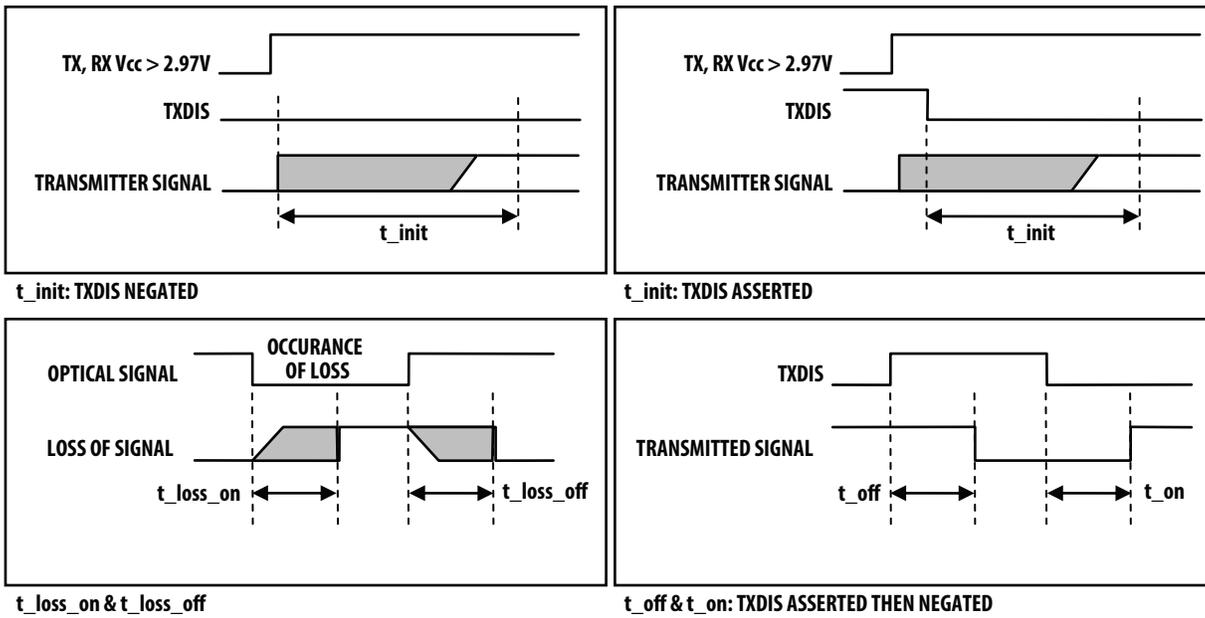 TX, RX Vcc > 2.97V
TXDIS
TRANSMITTER SIGNAL
t_init
t_init: TXDIS NEGATED
TX, RX Vcc > 2.97V
TXDIS
TRANSMITTER SIGNAL
t_init
t_init: TXDIS ASSERTED
OCCURANCE
OF LOSS
OPTICAL SIGNAL
LOSS OF SIGNAL
t_loss_on
t_loss_off
t_loss_on & t_loss_off
TXDIS
TRANSMITTED SIGNAL
t_off
t_on
t_off & t_on: TXDIS ASSERTED THEN NEGATED